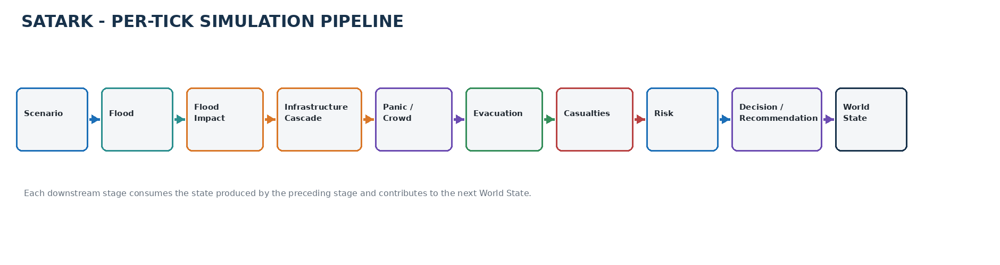 SATARK - PER-TICK SIMULATION PIPELINE
Scenario
Flood
Flood
Impact
Infrastructure
Cascade
Panic /
Crowd
Evacuation
Casualties
Risk
Decision /
Recommendation
World
State
Each downstream stage consumes the state produced by the preceding stage and contributes to the next World State.